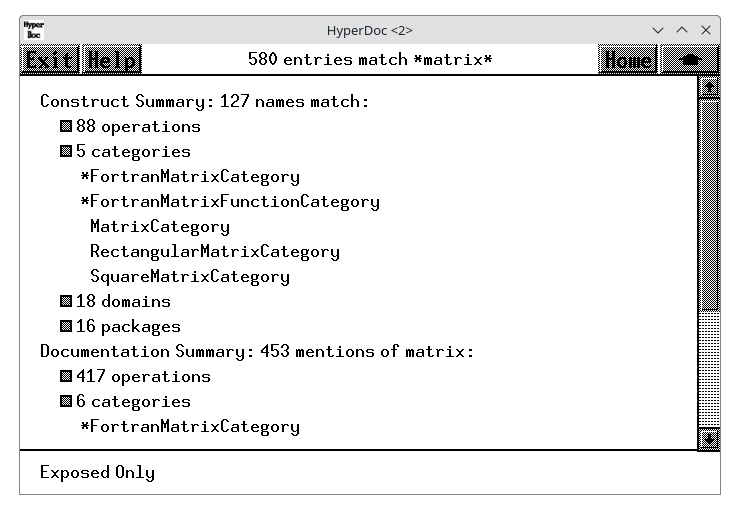 Hyper
Doc
HyperDoc <2>
Exit Help 580 entries match *matrix* Home
Construct Summary: 127 names match:
88 operations
5 categories
*FortranMatrixCategory
*FortranMatrixFunctionCategory
MatrixCategory
RectangularMatrixCategory
SquareMatrixCategory
18 domains
16 packages
Documentation Summary: 453 mentions of matrix:
417 operations
6 categories
*FortranMatrixCategory
Exposed Only